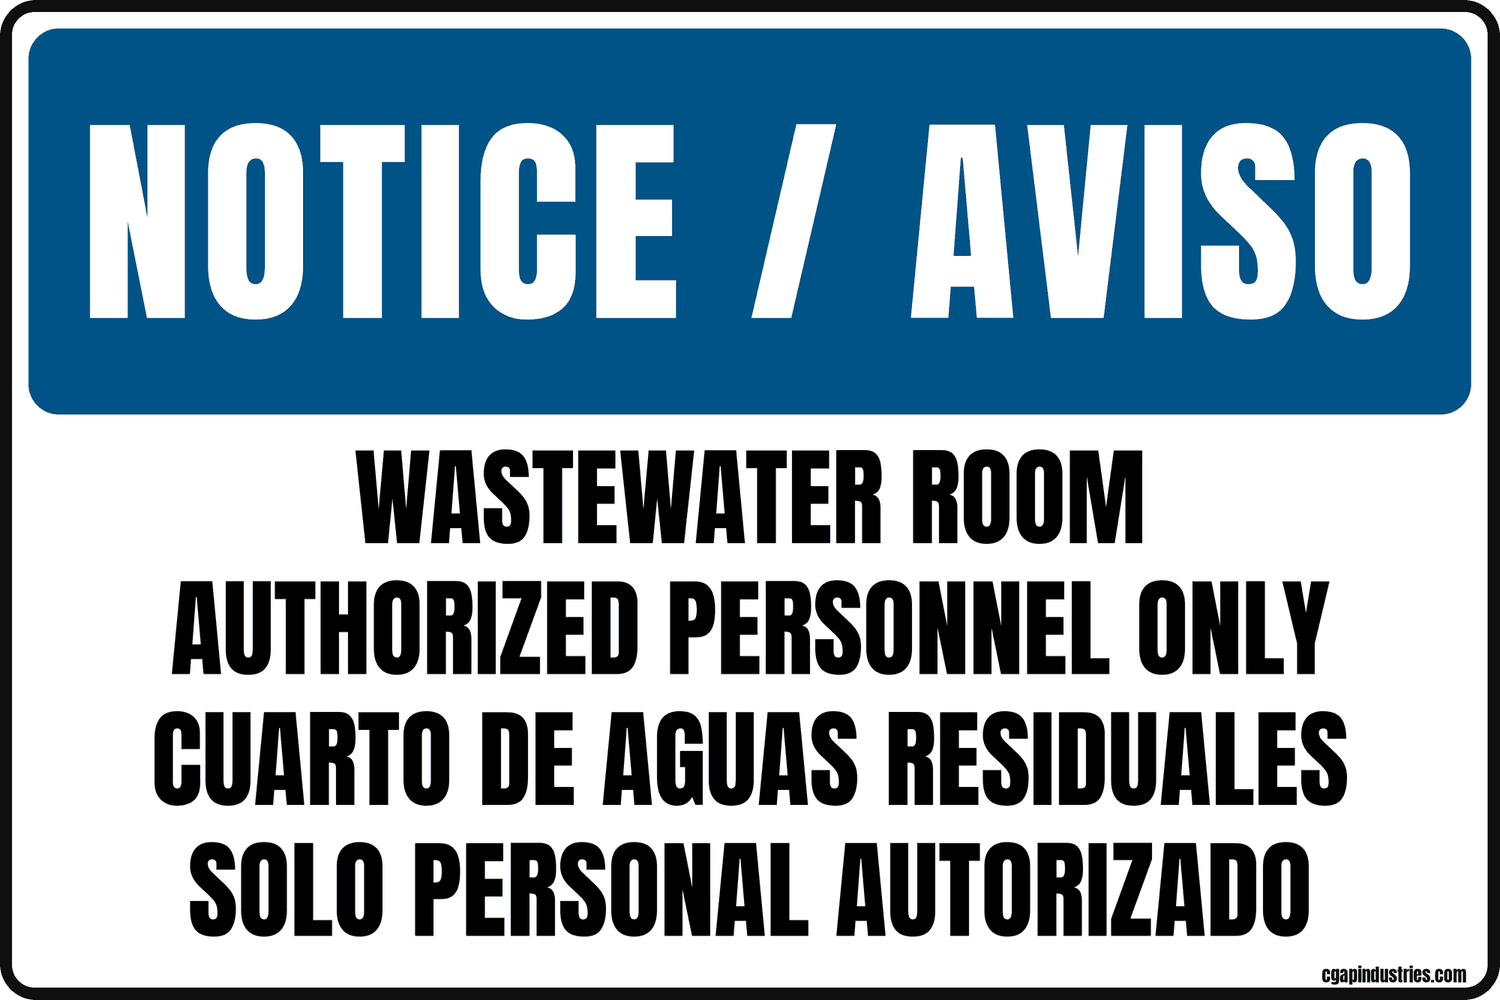 NOTICE / AVISO
WASTEWATER ROOM
AUTHORIZED PERSONNEL ONLY
CUARTO DE AGUAS RESIDUALES
SOLO PERSONAL AUTORIZADO
cgapindustries.com